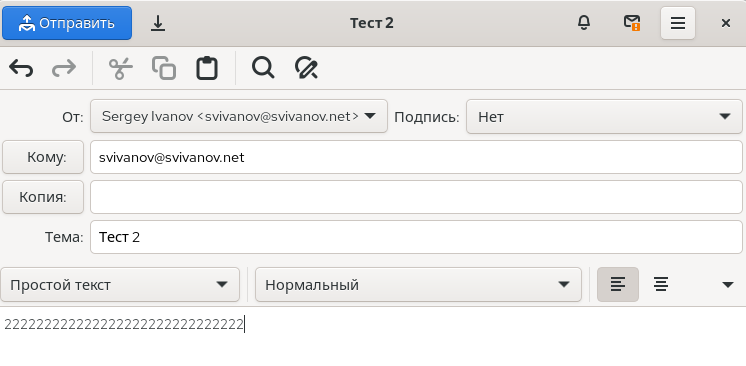 Отправить
Тест 2
От: Sergey Ivanov <svivanov@svivanov.net> Подпись: Нет
Кому: svivanov@svivanov.net
Копия:
Тема: Тест 2
Простой текст Нормальный
222222222222222222222222222222